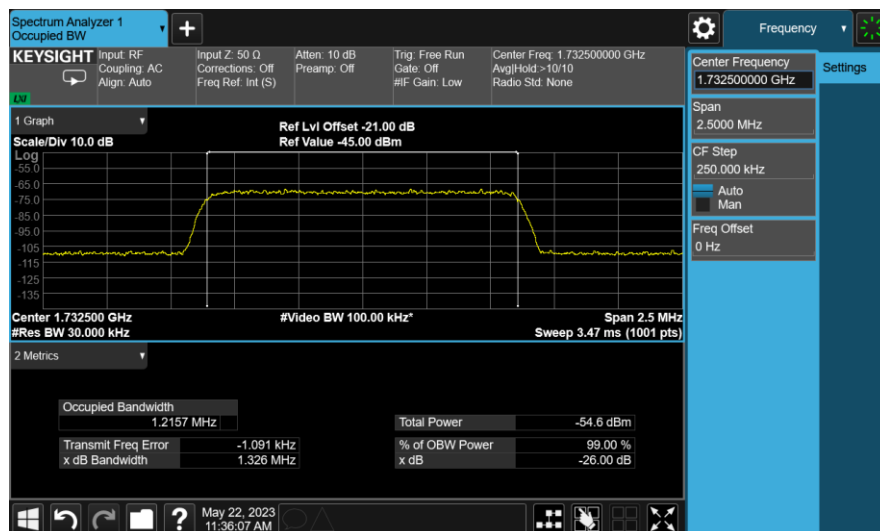 Spectrum Analyzer 1
Occupied BW
+
Frequency
KEYSIGHT
LXI
Input: RF
Coupling: AC
Align: Auto
Input Z: 50 Ω
Corrections: Off
Freq Ref: Int (S)
Atten: 10 dB
Preamp: Off
Trig: Free Run
Gate: Off
#IF Gain: Low
Center Freq: 1.732500000 GHz
Avg|Hold:>10/10
Radio Std: None
Center Frequency
1.732500000 GHz
Settings
Span
2.5000 MHz
CF Step
250.000 kHz
Auto
Man
Freq Offset
0 Hz
1 Graph
Scale/Div 10.0 dB
Ref Lvl Offset -21.00 dB
Ref Value -45.00 dBm
Log
-55.0
-65.0
-75.0
-85.0
-95.0
-105
-115
-125
-135
Center 1.732500 GHz
#Video BW 100.00 kHz*
Span 2.5 MHz
#Res BW 30.000 kHz
Sweep 3.47 ms (1001 pts)
2 Metrics
Occupied Bandwidth
1.2157 MHz
Total Power -54.6 dBm
Transmit Freq Error -1.091 kHz
% of OBW Power 99.00 %
x dB Bandwidth 1.326 MHz
x dB -26.00 dB
?
May 22, 2023
11:36:07 AM